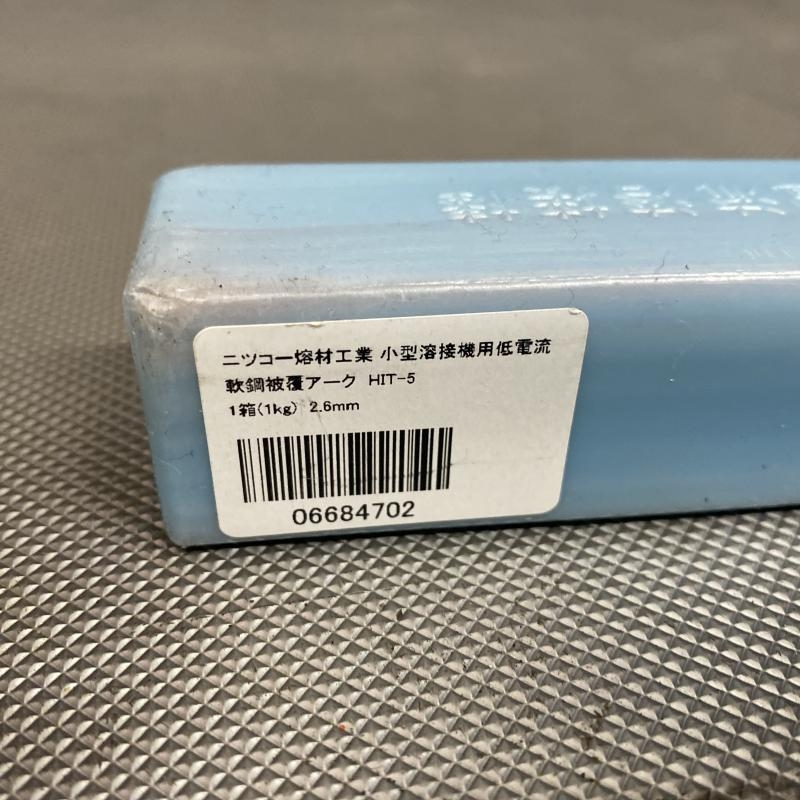 ニツコー熔材工業 小型溶接機用低電流
軟鋼被覆アーク HIT-5
1箱(1kg) 2.6mm
06684702